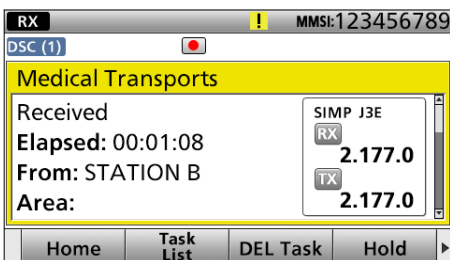 RX ! MMSI:123456789
DSC (1)
Medical Transports
Received
Elapsed: 00:01:08
From: STATION B
Area:
SIMP J3E
RX
2.177.0
TX
2.177.0
Home Task List DEL Task Hold